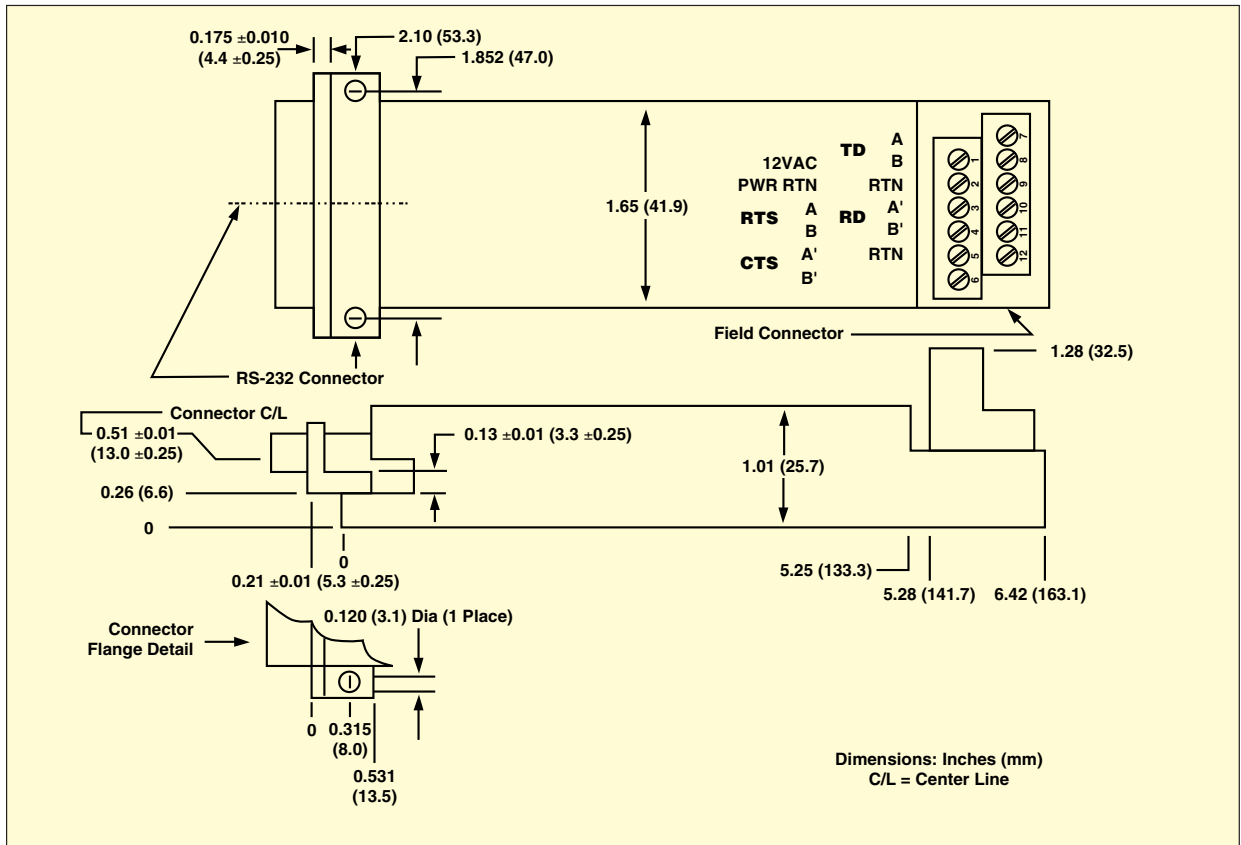 0.175 ±0.010
(4.4 ±0.25)
2.10 (53.3)
1.852 (47.0)
1.65 (41.9)
12VAC
PWR RTN
RTS A
B
CTS A'
B'
TD A
B
RTN
RD A'
B'
RTN
1
2
3
4
5
6
7
8
9
10
11
12
Field Connector
RS-232 Connector
1.28 (32.5)
Connector C/L
0.51 ±0.01
(13.0 ±0.25)
0.13 ±0.01 (3.3 ±0.25)
1.01 (25.7)
0.26 (6.6)
0
0
0.21 ±0.01 (5.3 ±0.25)
5.25 (133.3)
5.28 (141.7)
6.42 (163.1)
0.120 (3.1) Dia (1 Place)
Connector
Flange Detail
0
0.315
(8.0)
0.531
(13.5)
Dimensions: Inches (mm)
C/L = Center Line